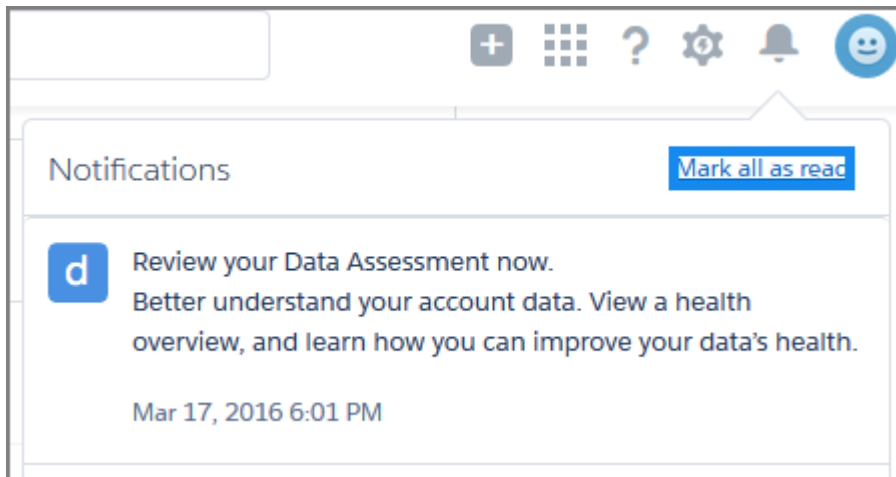 Notifications
Mark all as read
d
Review your Data Assessment now.
Better understand your account data. View a health
overview, and learn how you can improve your data's health.
Mar 17, 2016 6:01 PM